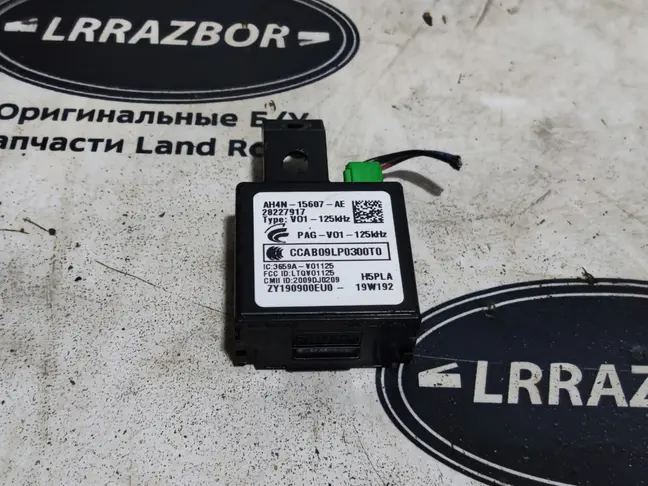 LRRAZBOR
Оригинальные Б/У
апчасти Land Ro
AH4N-15607-AE
28227917
Type: V01-125kHz
PAG-V01-125kHz
CCAB09LP0300T0
IC:3659A-V01125
FCC ID:LTQV01125
CMII ID:2009DJ0209
H5PLA
ZY190900EU0- 19W192
LRRAZBOR